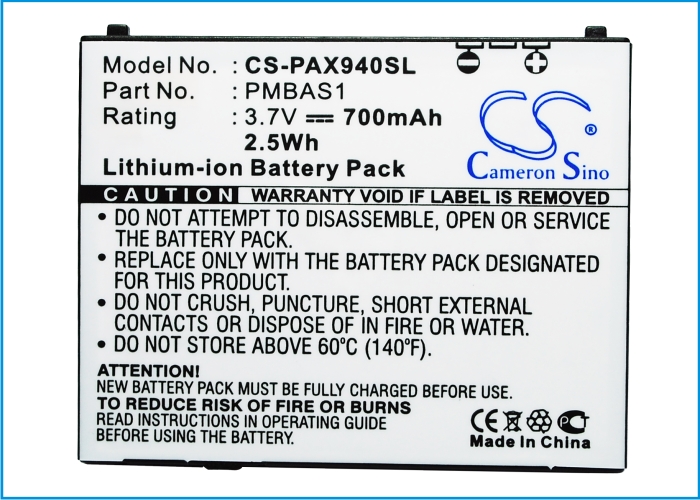 Model No. : CS-PAX940SL
Part No. : PMBAS1
Rating : 3.7V 700mAh
2.5Wh
Lithium-ion Battery Pack
CS ®
Cameron Sino
CAUTION WARRANTY VOID IF LABEL IS REMOVED
• DO NOT ATTEMPT TO DISASSEMBLE, OPEN OR SERVICE
THE BATTERY PACK.
• REPLACE ONLY WITH THE BATTERY PACK DESIGNATED
FOR THIS PRODUCT.
• DO NOT CRUSH, PUNCTURE, SHORT EXTERNAL
CONTACTS OR DISPOSE OF IN FIRE OR WATER.
• DO NOT STORE ABOVE 60°C (140°F).
ATTENTION!
NEW BATTERY PACK MUST BE FULLY CHARGED BEFORE USE.
TO REDUCE RISK OF FIRE OR BURNS
READ INSTRUCTIONS BEFORE USING BATTERY PACK.
CE PCT
Made In China